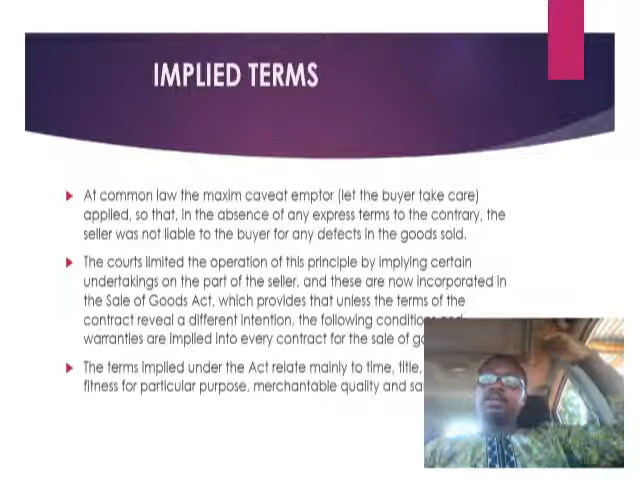 IMPLIED TERMS
At common law the maxim caveat emptor (let the buyer take care)
applied, so that, in the absence of any express terms to the contrary, the
seller was not liable to the buyer for any defects in the goods sold.
The courts limited the operation of this principle by implying certain
undertakings on the part of the seller, and these are now incorporated in
the Sale of Goods Act, which provides that unless the terms of the
contract reveal a different intention, the following conditions and
warranties are implied into every contract for the sale of
The terms implied under the Act relate mainly to time, title,
fitness for particular purpose, merchantable quality and